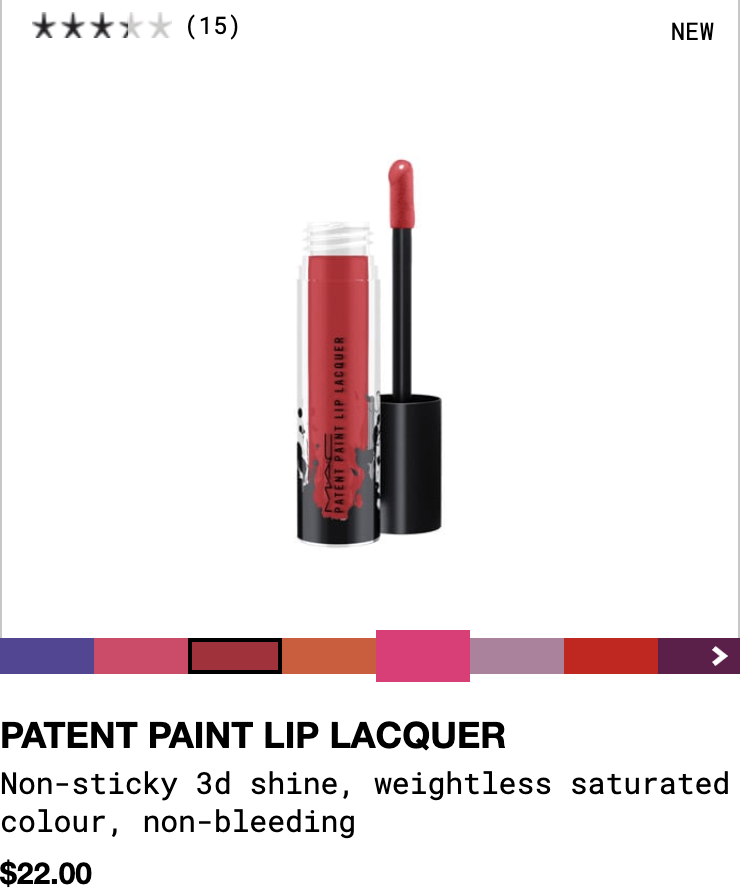 (15)
NEW
MAC
PATENT PAINT LIP LACQUER
PATENT PAINT LIP LACQUER
Non-sticky 3d shine, weightless saturated
colour, non-bleeding
$22.00